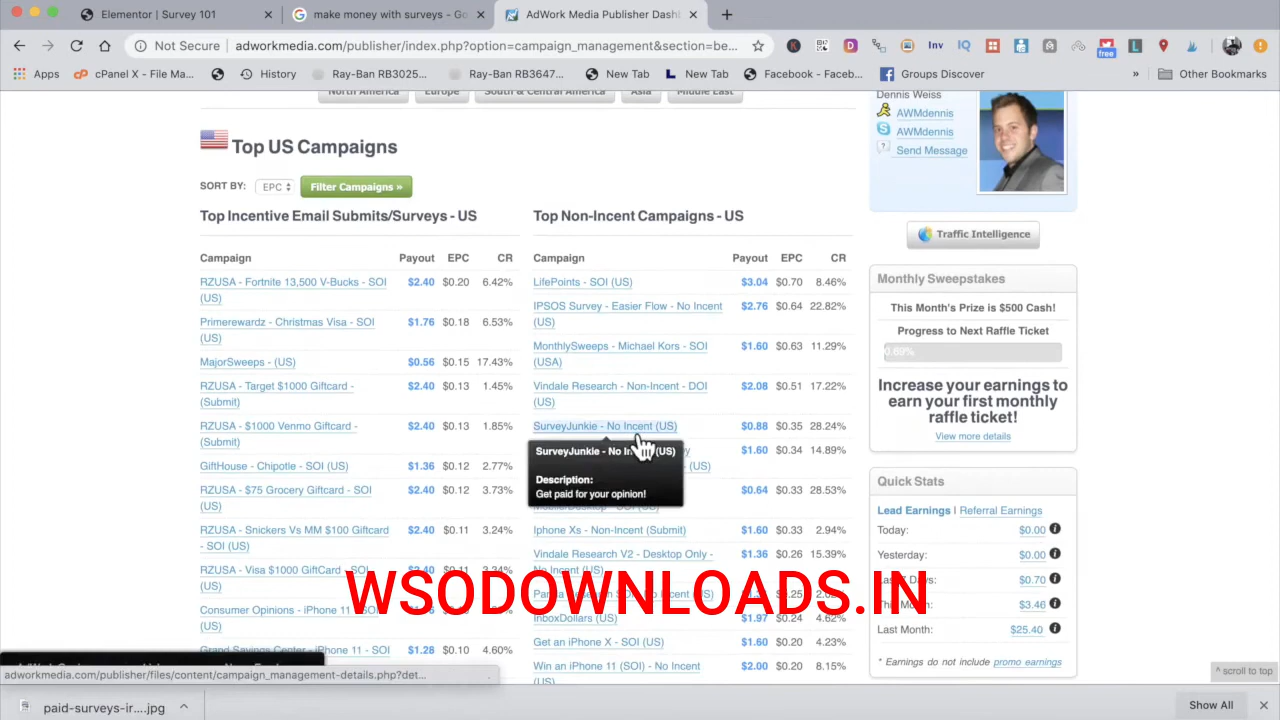 Elementor | Survey 101
make money with surveys - Go
AdWork Media Publisher Dash
Not Secure
adworkmedia.com/publisher/index.php?option=campaign_management&section=be...
Inv
IQ
free
Apps
cPanel X - File Ma...
History
Ray-Ban RB3025...
Ray-Ban RB3647...
New Tab
New Tab
Facebook - Faceb...
Groups Discover
»
Other Bookmarks
North America
Europe
South & Central America
Asia
Middle East
Dennis Weiss
AWMdennis
AWMdennis
Send Message
Top US Campaigns
SORT BY: EPC Filter Campaigns »
Traffic Intelligence
Top Incentive Email Submits/Surveys - US
Campaign Payout EPC CR
RZUSA - Fortnite 13,500 V-Bucks - SOI $2.40 $0.20 6.42%
(US)
Primerewardz - Christmas Visa - SOI $1.76 $0.18 6.53%
(US)
MajorSweeps - (US) $0.56 $0.15 17.43%
RZUSA - Target $1000 Giftcard - $2.40 $0.13 1.45%
(Submit)
RZUSA - $1000 Venmo Giftcard - $2.40 $0.13 1.85%
(Submit)
GiftHouse - Chipotle - SOI (US) $1.36 $0.12 2.77%
RZUSA - $75 Grocery Giftcard - SOI $2.40 $0.12 3.73%
(US)
RZUSA - Snickers Vs MM $100 Giftcard $2.40 $0.11 3.24%
- SOI (US)
RZUSA - Visa $1000 GiftCard - SOI
(US)
Consumer Opinions - iPhone 11
(US)
Grand Savings Center - iPhone 11 - SOI $1.28 $0.10 4.60%
Top Non-Incent Campaigns - US
Campaign Payout EPC CR
LifePoints - SOI (US) $3.04 $0.70 8.46%
IPSOS Survey - Easier Flow - No Incent $2.76 $0.64 22.82%
(US)
MonthlySweeps - Michael Kors - SOI $1.60 $0.63 11.29%
(USA)
Vindale Research - Non-Incent - DOI $2.08 $0.51 17.22%
(US)
SurveyJunkie - No Incent (US) $0.88 $0.35 28.24%
SurveyJunkie - No In (US)
Description:
Get paid for your opinion!
$1.60 $0.34 14.89%
(US)
$0.64 $0.33 28.53%
Iphone Xs - Non-Incent (Submit) $1.60 $0.33 2.94%
Vindale Research V2 - Desktop Only - $1.36 $0.26 15.39%
No Incent (US)
InboxDollars (US) $1.97 $0.24 4.62%
Get an iPhone X - SOI (US) $1.60 $0.20 4.23%
Win an iPhone 11 (SOI) - No Incent $2.00 $0.20 8.15%
(US)
Monthly Sweepstakes
This Month's Prize is $500 Cash!
Progress to Next Raffle Ticket
0.69%
Increase your earnings to
earn your first monthly
raffle ticket!
View more details
Quick Stats
Lead Earnings | Referral Earnings
Today: $0.00
Yesterday: $0.00
Days: $0.70
Month: $3.46
Last Month: $25.40
* Earnings do not include promo earnings
^ scroll to top
WSODOWNLOADS.IN
adworkmedia.com/publisher/files/content/campaign_management-details.php?det...
paid-surveys-ir....jpg
Show All